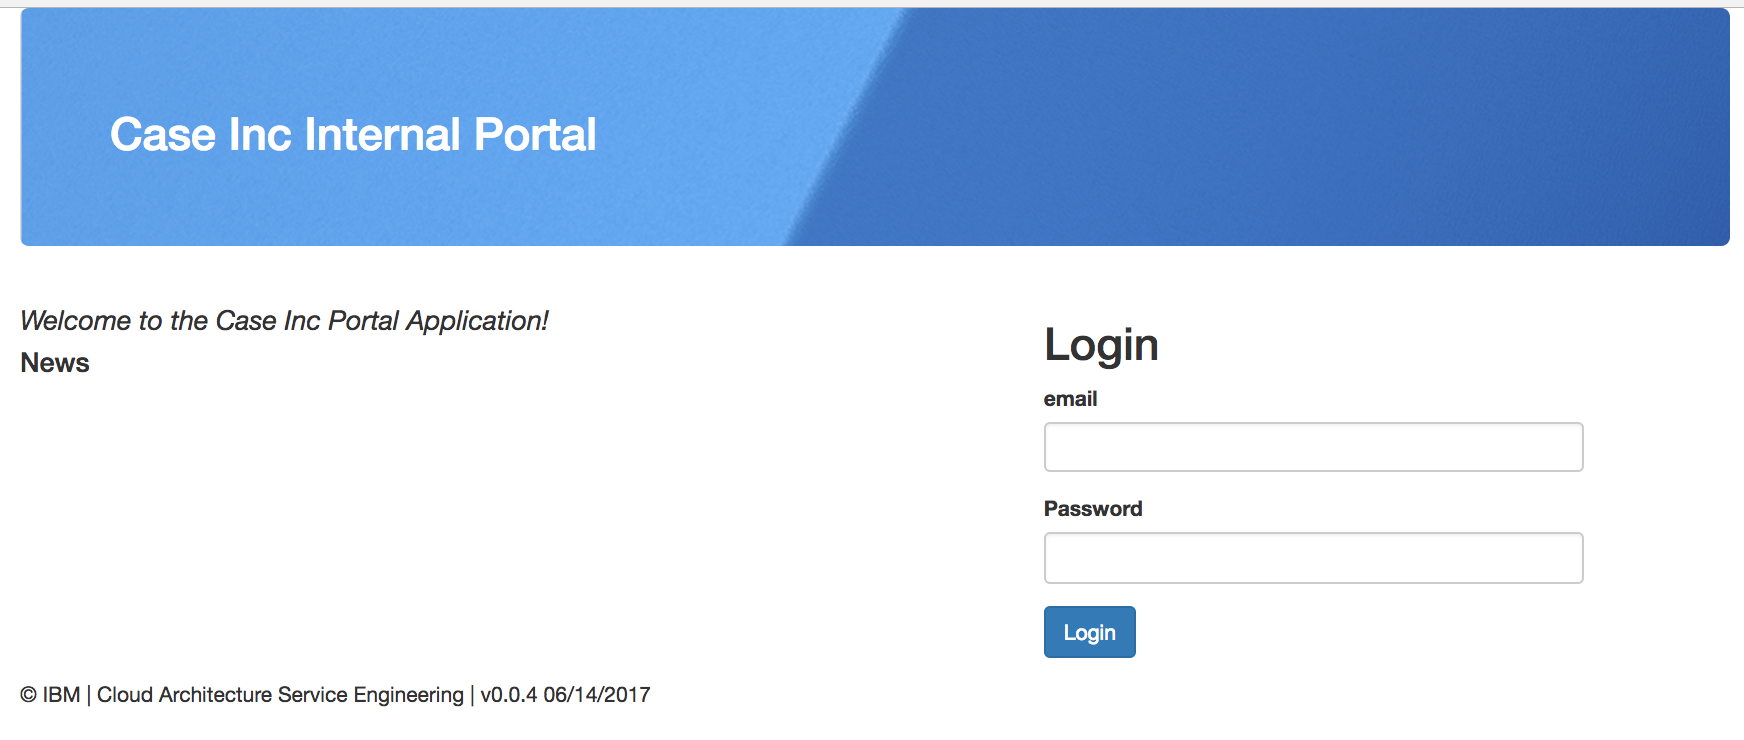 Case Inc Internal Portal
Welcome to the Case Inc Portal Application!
News
Login
email
Password
Login
© IBM | Cloud Architecture Service Engineering | v0.0.4 06/14/2017